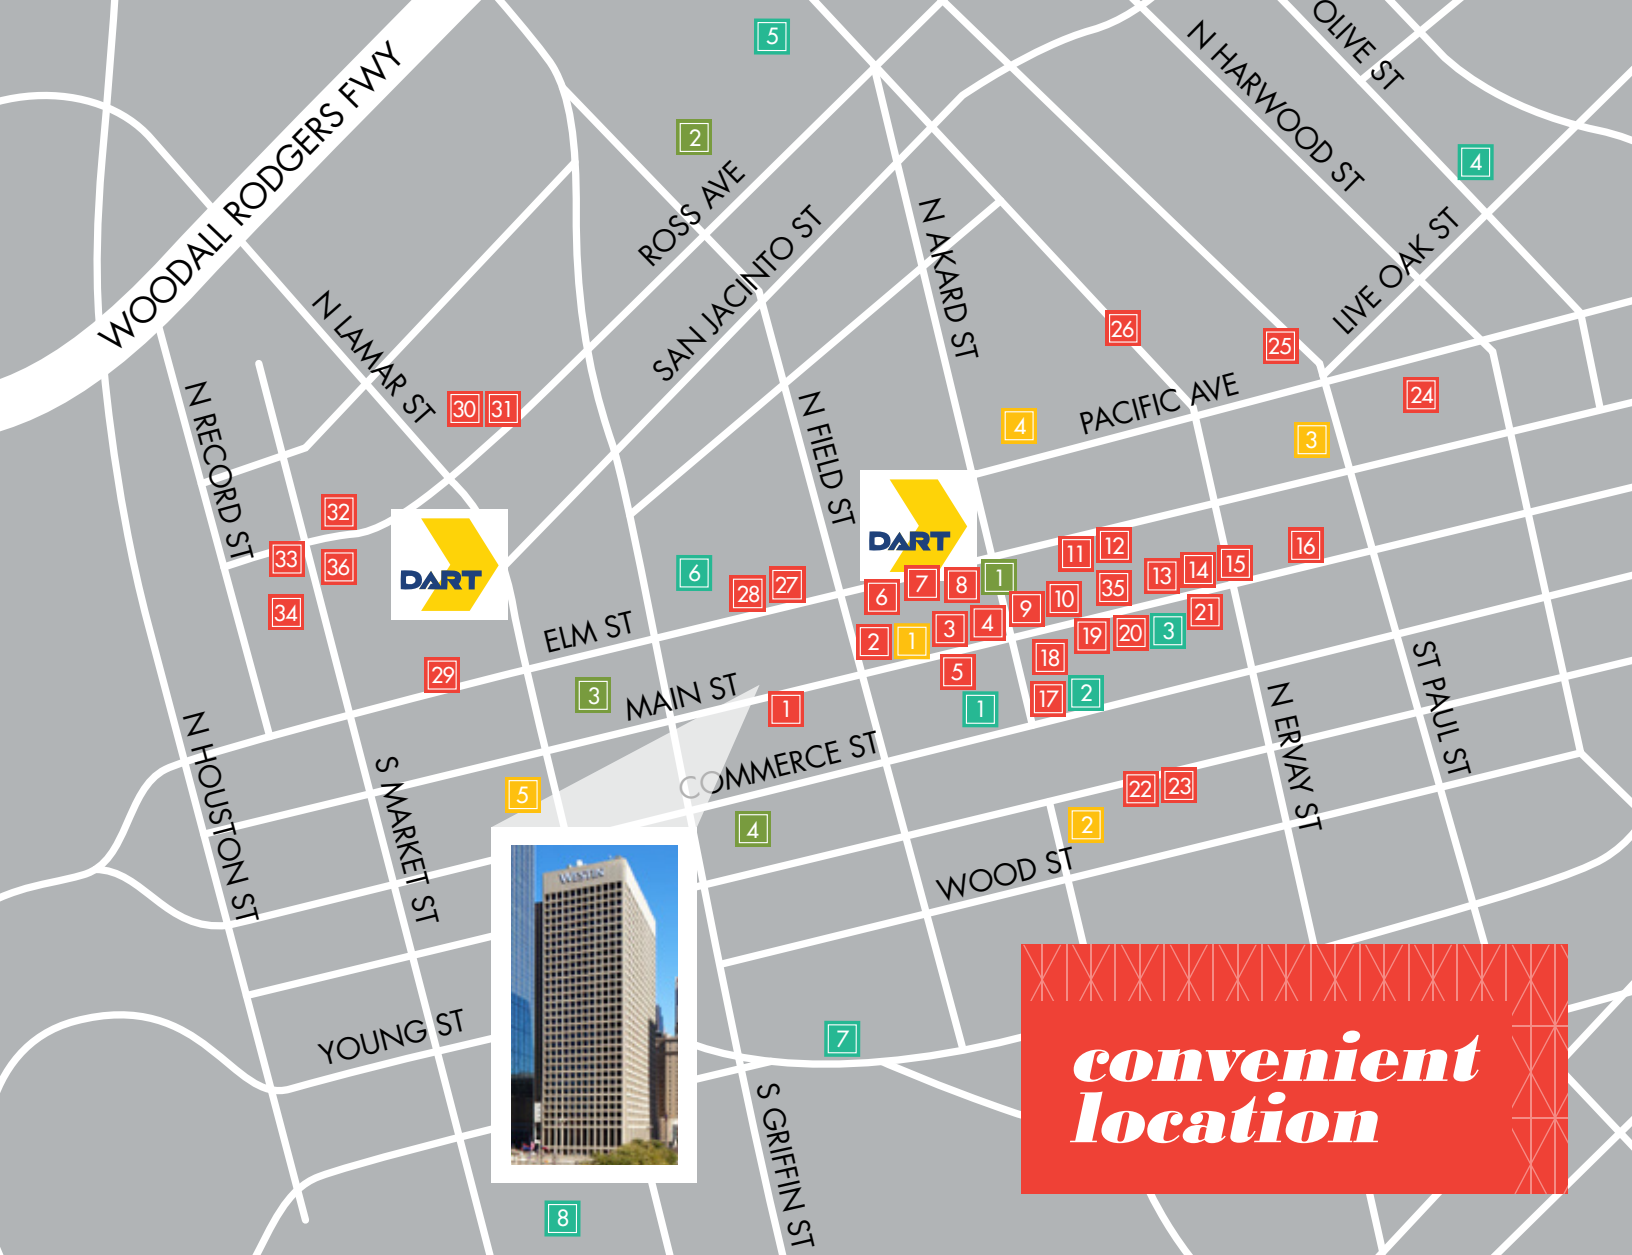 5
OLIVE ST
N HARWOOD ST
WOODALL RODGERS FWY
2
4
ROSS AVE
SAN JACINTO ST
N AKARD ST
LIVE OAK ST
N LAMAR ST
26
25
N RECORD ST
30 31
N FIELD ST
4
PACIFIC AVE
3
24
32
33
36
34
DART
DART
6
28 27
6 7 8 1
11 12
13 14 15 16
2 1 3 4 9 10 35
5
19 20 3 21
18
17 2
1
ELM ST
29
3
MAIN ST
1
N HOUSTON ST
S MARKET ST
COMMERCE ST
N ERVAY ST
ST PAUL ST
5
4
22 23
2
WOOD ST
WESTIN
YOUNG ST
7
S GRIFFIN ST
8
convenient
location